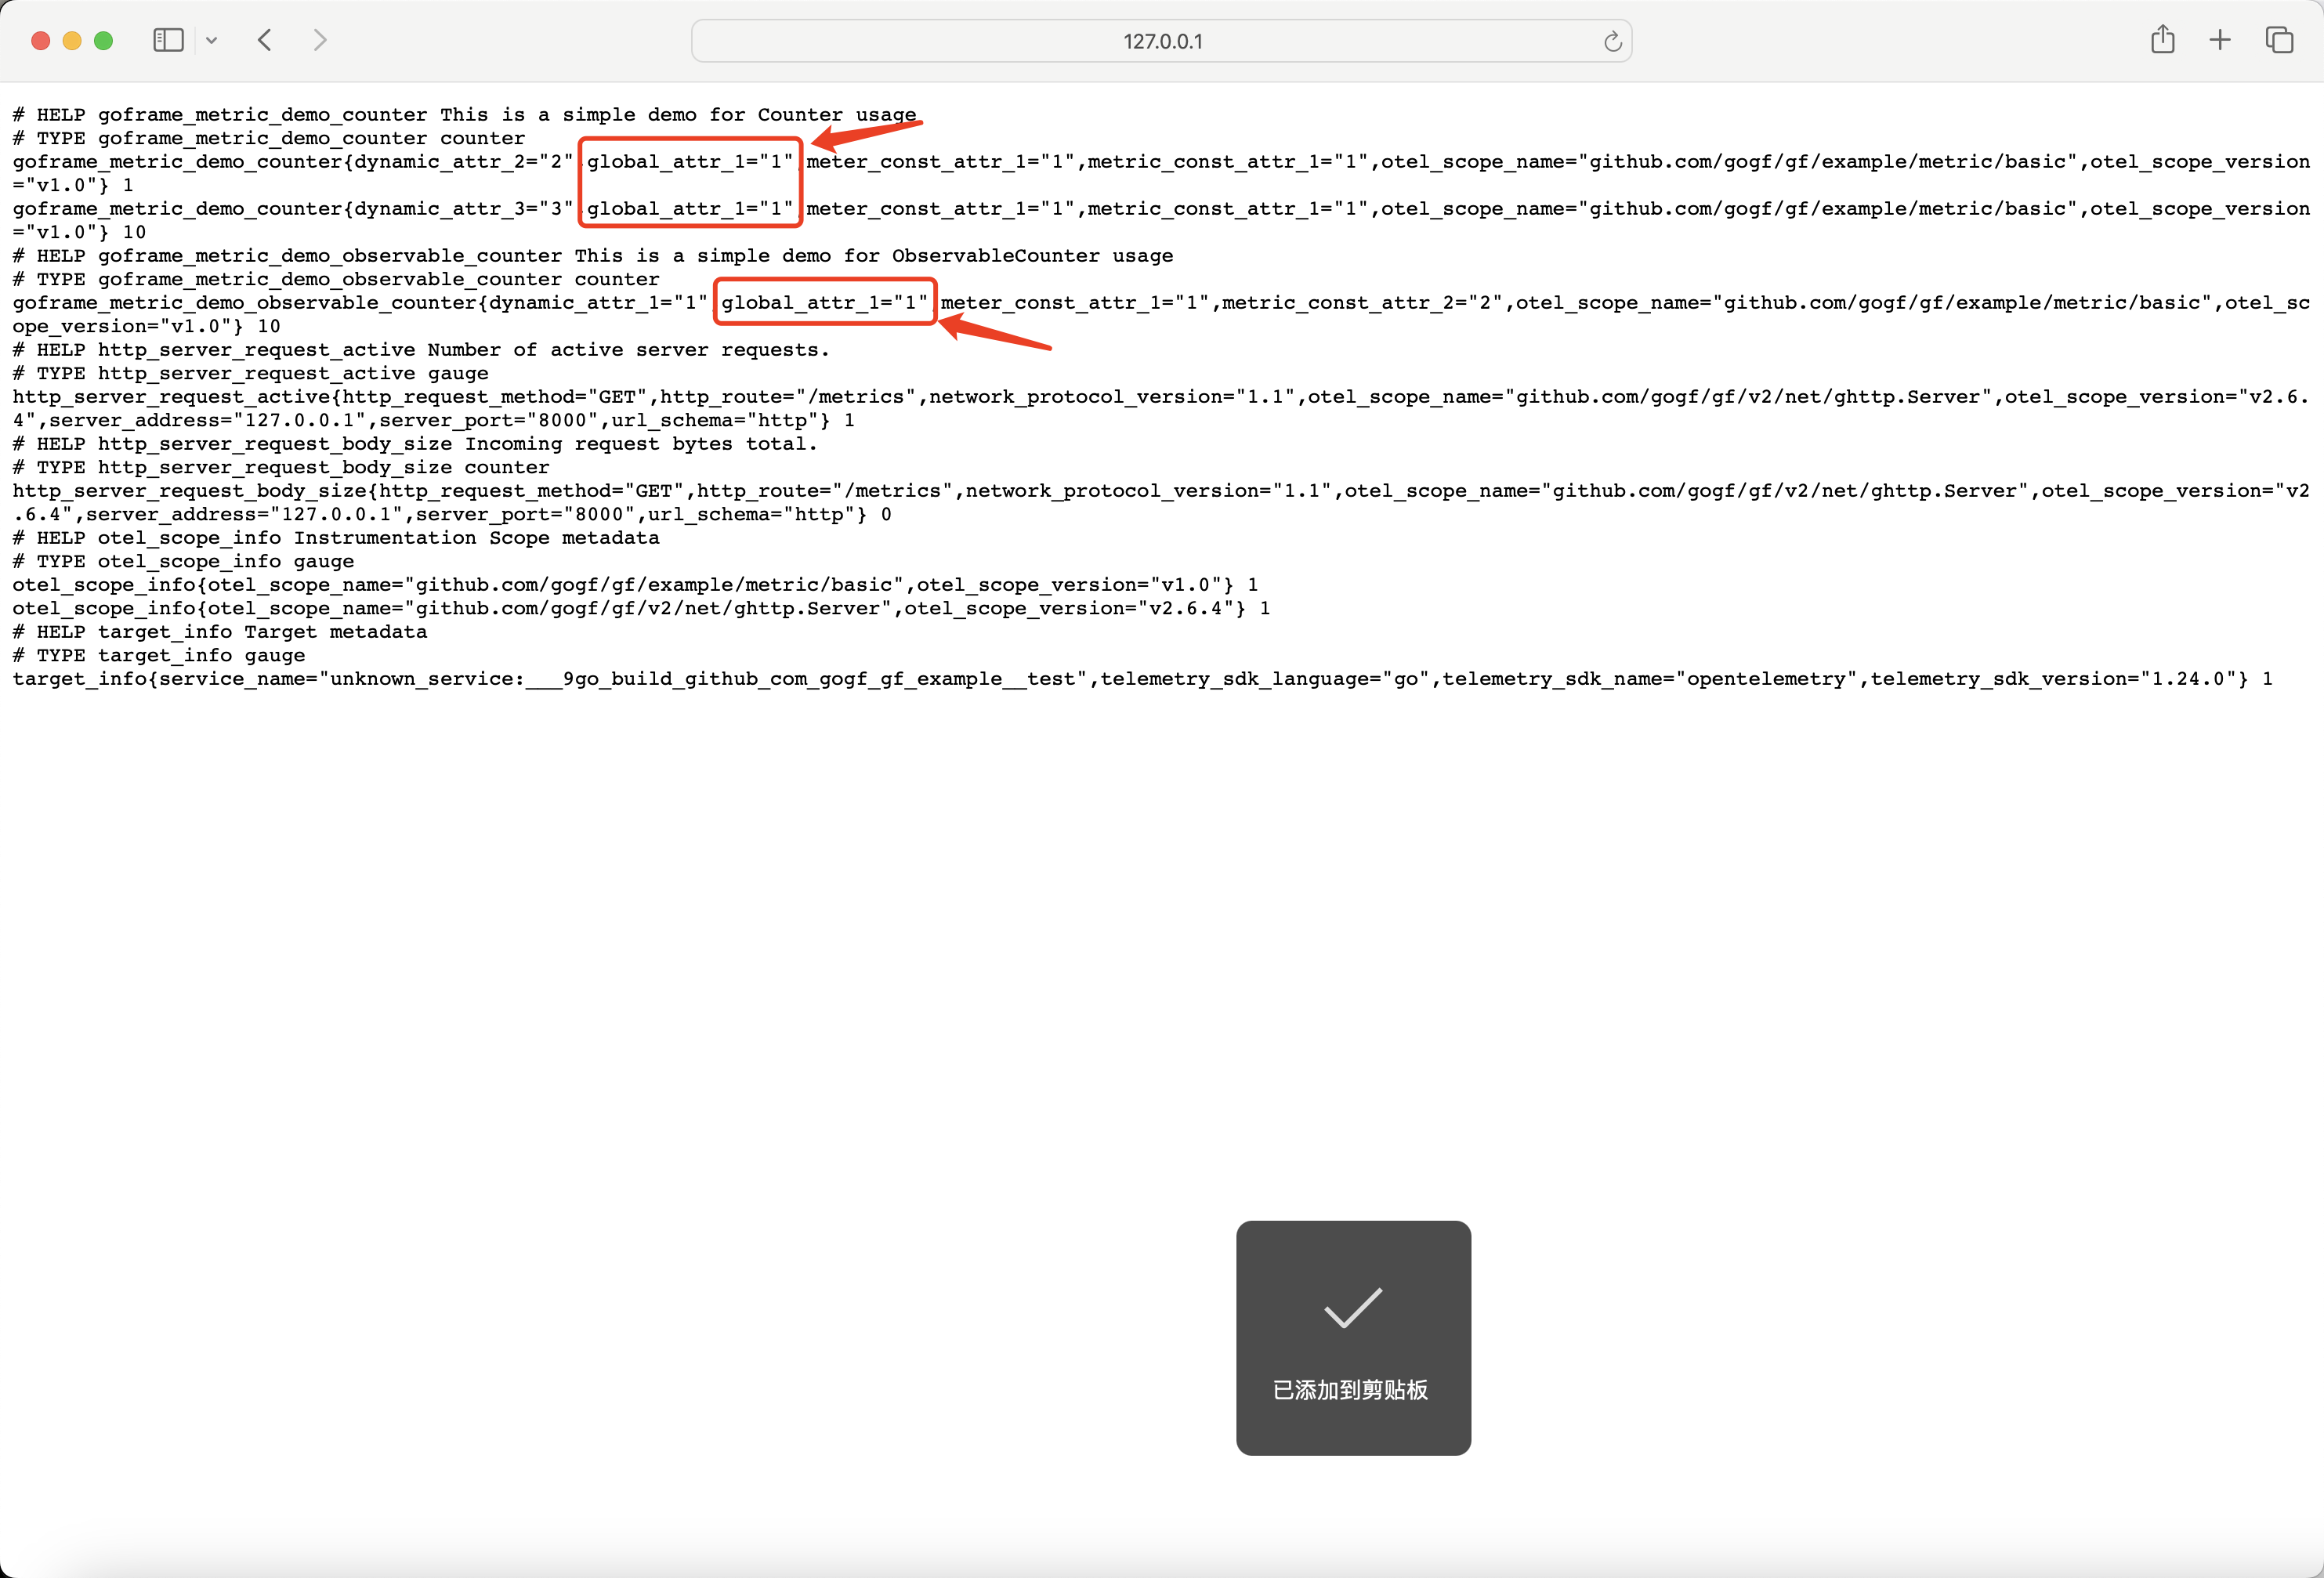 127.0.0.1
# HELP goframe_metric_demo_counter This is a simple demo for Counter usage
# TYPE goframe_metric_demo_counter counter
goframe_metric_demo_counter{dynamic_attr_2="2",global_attr_1="1",meter_const_attr_1="1",metric_const_attr_1="1",otel_scope_name="github.com/gogf/gf/example/metric/basic",otel_scope_version
="v1.0"} 1
goframe_metric_demo_counter{dynamic_attr_3="3",global_attr_1="1",meter_const_attr_1="1",metric_const_attr_1="1",otel_scope_name="github.com/gogf/gf/example/metric/basic",otel_scope_version
="v1.0"} 10
# HELP goframe_metric_demo_observable_counter This is a simple demo for ObservableCounter usage
# TYPE goframe_metric_demo_observable_counter counter
goframe_metric_demo_observable_counter{dynamic_attr_1="1",global_attr_1="1",meter_const_attr_1="1",metric_const_attr_2="2",otel_scope_name="github.com/gogf/gf/example/metric/basic",otel_sc
ope_version="v1.0"} 10
# HELP http_server_request_active Number of active server requests.
# TYPE http_server_request_active gauge
http_server_request_active{http_request_method="GET",http_route="/metrics",network_protocol_version="1.1",otel_scope_name="github.com/gogf/gf/v2/net/ghttp.Server",otel_scope_version="v2.6.
4",server_address="127.0.0.1",server_port="8000",url_schema="http"} 1
# HELP http_server_request_body_size Incoming request bytes total.
# TYPE http_server_request_body_size counter
http_server_request_body_size{http_request_method="GET",http_route="/metrics",network_protocol_version="1.1",otel_scope_name="github.com/gogf/gf/v2/net/ghttp.Server",otel_scope_version="v2
.6.4",server_address="127.0.0.1",server_port="8000",url_schema="http"} 0
# HELP otel_scope_info Instrumentation Scope metadata
# TYPE otel_scope_info gauge
otel_scope_info{otel_scope_name="github.com/gogf/gf/example/metric/basic",otel_scope_version="v1.0"} 1
otel_scope_info{otel_scope_name="github.com/gogf/gf/v2/net/ghttp.Server",otel_scope_version="v2.6.4"} 1
# HELP target_info Target metadata
# TYPE target_info gauge
target_info{service_name="unknown_service:___9go_build_github_com_gogf_gf_example__test",telemetry_sdk_language="go",telemetry_sdk_name="opentelemetry",telemetry_sdk_version="1.24.0"} 1
已添加到剪贴板